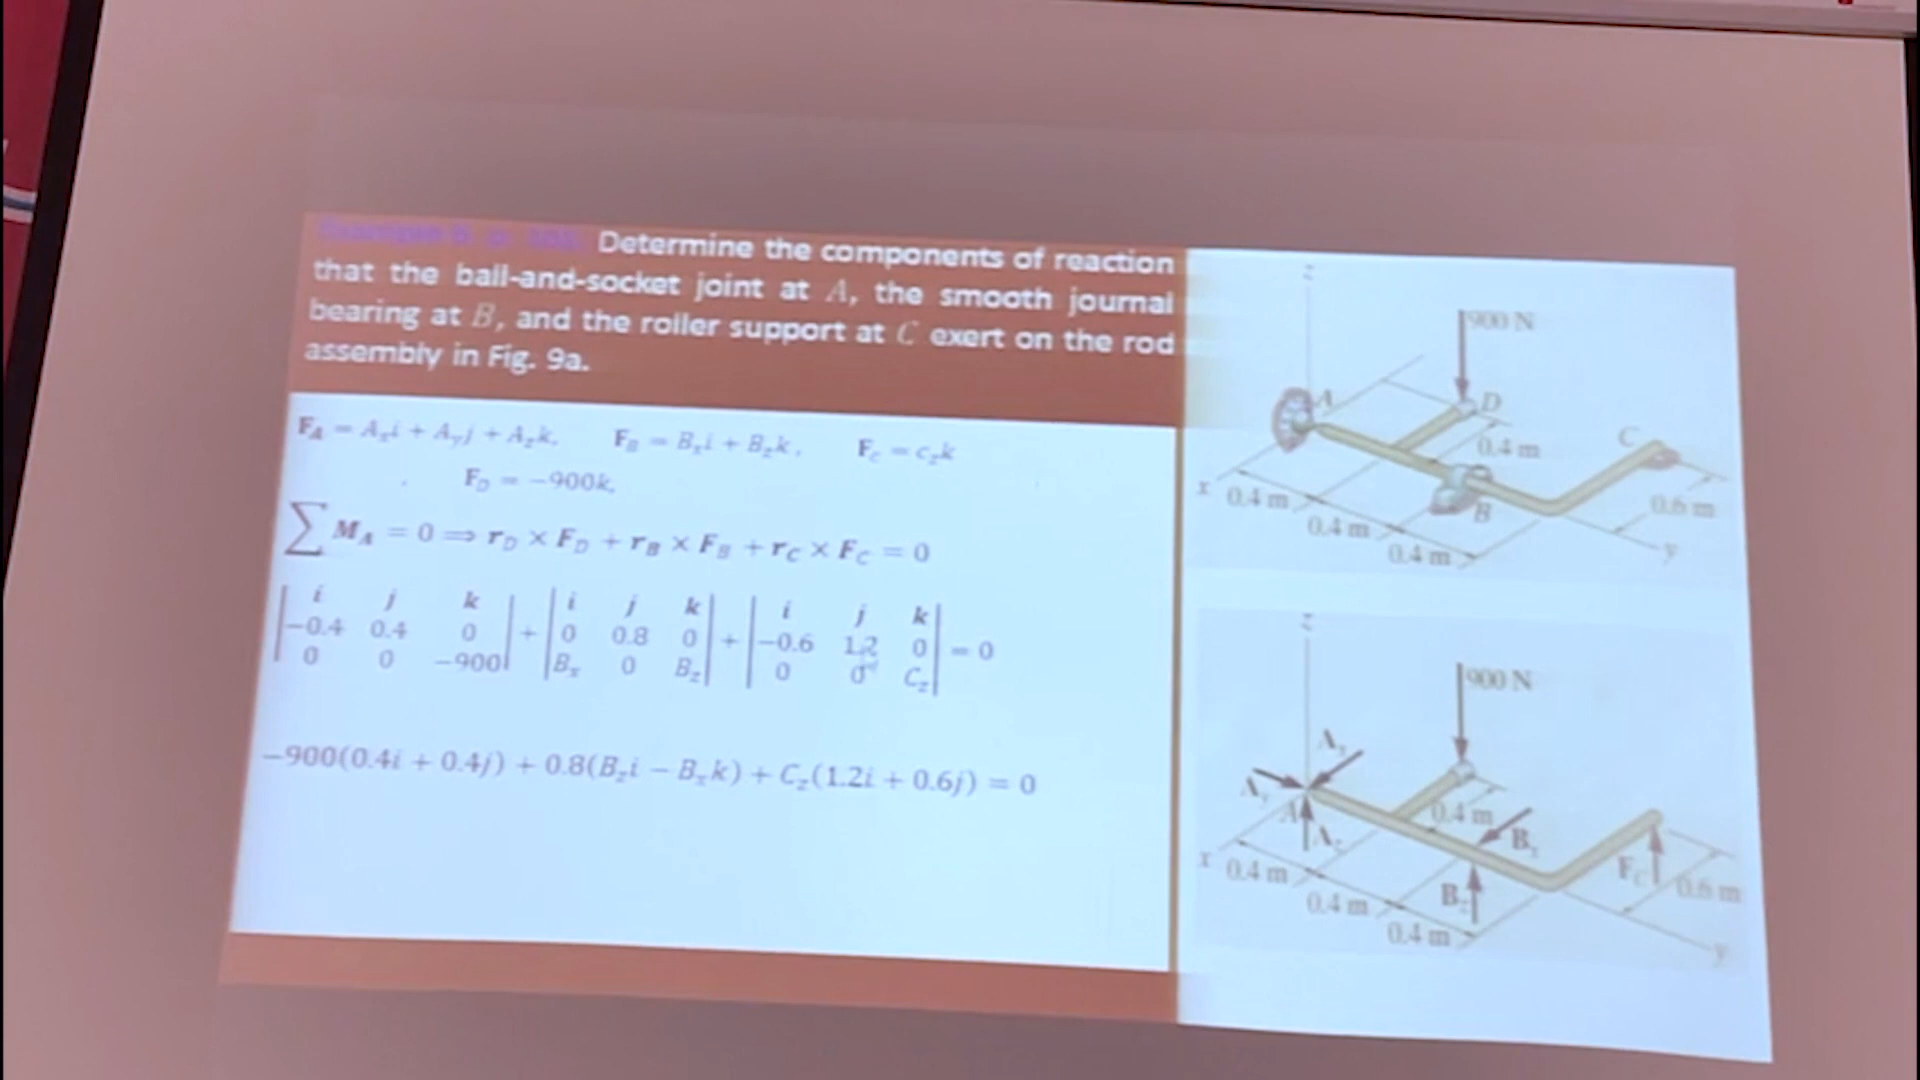 Determine the components of reaction
that the ball-and-socket joint at A, the smooth journal
bearing at B, and the roller support at C exert on the rod
assembly in Fig. 9a.
F_A = A_x i + A_y j + A_z k, F_B = B_x i + B_z k, F_c = c_z k
F_D = −900k,
∑ M_A = 0 ⟹ r_D × F_D + r_B × F_B + r_C × F_C = 0
| i j k | | i j k | | i j k |
| −0.4 0.4 0 | + | 0 0.8 0 | + | −0.6 1.2 0 | = 0
| 0 0 −900 | | B_x 0 B_z | | 0 0 C_z |
−900(0.4i + 0.4j) + 0.8(B_z i − B_x k) + C_z(1.2i + 0.6j) = 0
z
900 N
A
D
C
0.4 m
x
0.4 m
B
0.6 m
0.4 m
0.4 m
y
z
900 N
A_x
A_y
A
A_z
0.4 m
B_x
x
0.4 m
F_C
0.6 m
B_z
0.4 m
0.4 m
y